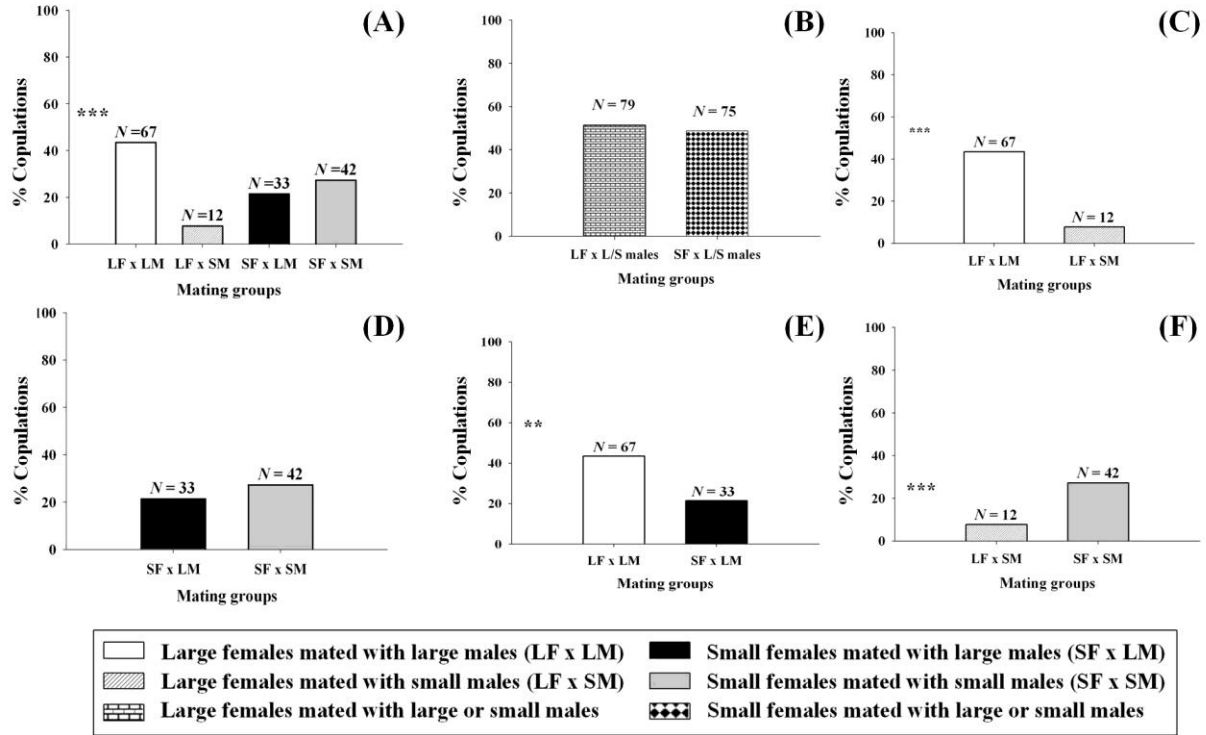 (A)
% Copulations
100
80
60
40
20
0
***
N =67
N =12
N =33
N =42
LF x LM LF x SM SF x LM SF x SM
Mating groups
(B)
% Copulations
100
80
60
40
20
0
N = 79
N = 75
LF x L/S males SF x L/S males
Mating groups
(C)
% Copulations
100
80
60
40
20
0
***
N = 67
N = 12
LF x LM LF x SM
Mating groups
(D)
% Copulations
100
80
60
40
20
0
N = 33
N = 42
SF x LM SF x SM
Mating groups
(E)
% Copulations
100
80
60
40
20
0
**
N = 67
N = 33
LF x LM SF x LM
Mating groups
(F)
% Copulations
100
80
60
40
20
0
***
N = 12
N = 42
LF x SM SF x SM
Mating groups
Large females mated with large males (LF x LM)
Small females mated with large males (SF x LM)
Large females mated with small males (LF x SM)
Small females mated with small males (SF x SM)
Large females mated with large or small males
Small females mated with large or small males